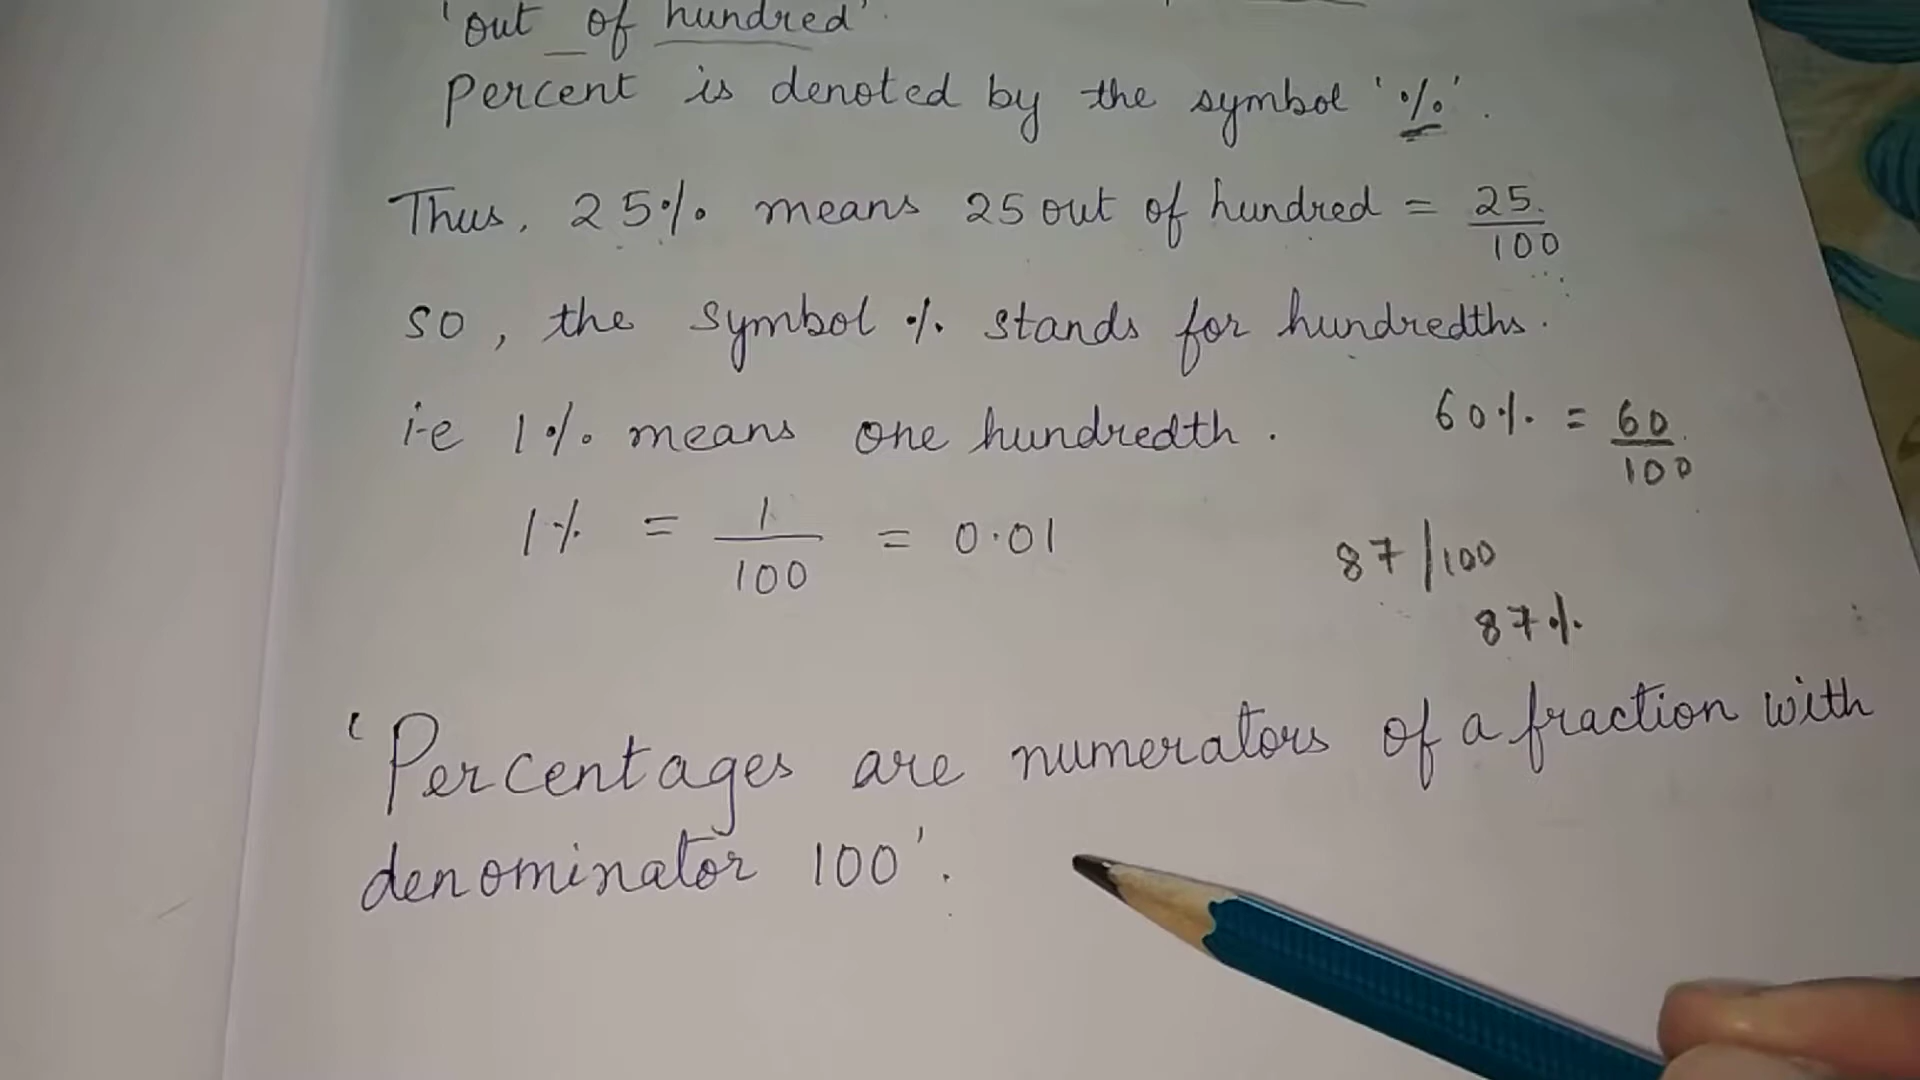 'out of hundred'
Percent is denoted by the symbol '%'.
Thus, 25% means 25 out of hundred = 25/100
so, the symbol % stands for hundredths.
i-e 1% means one hundredth.
60% = 60/100
1% = 1/100 = 0.01
87/100
87%
'Percentages are numerators of a fraction with
denominator 100'.